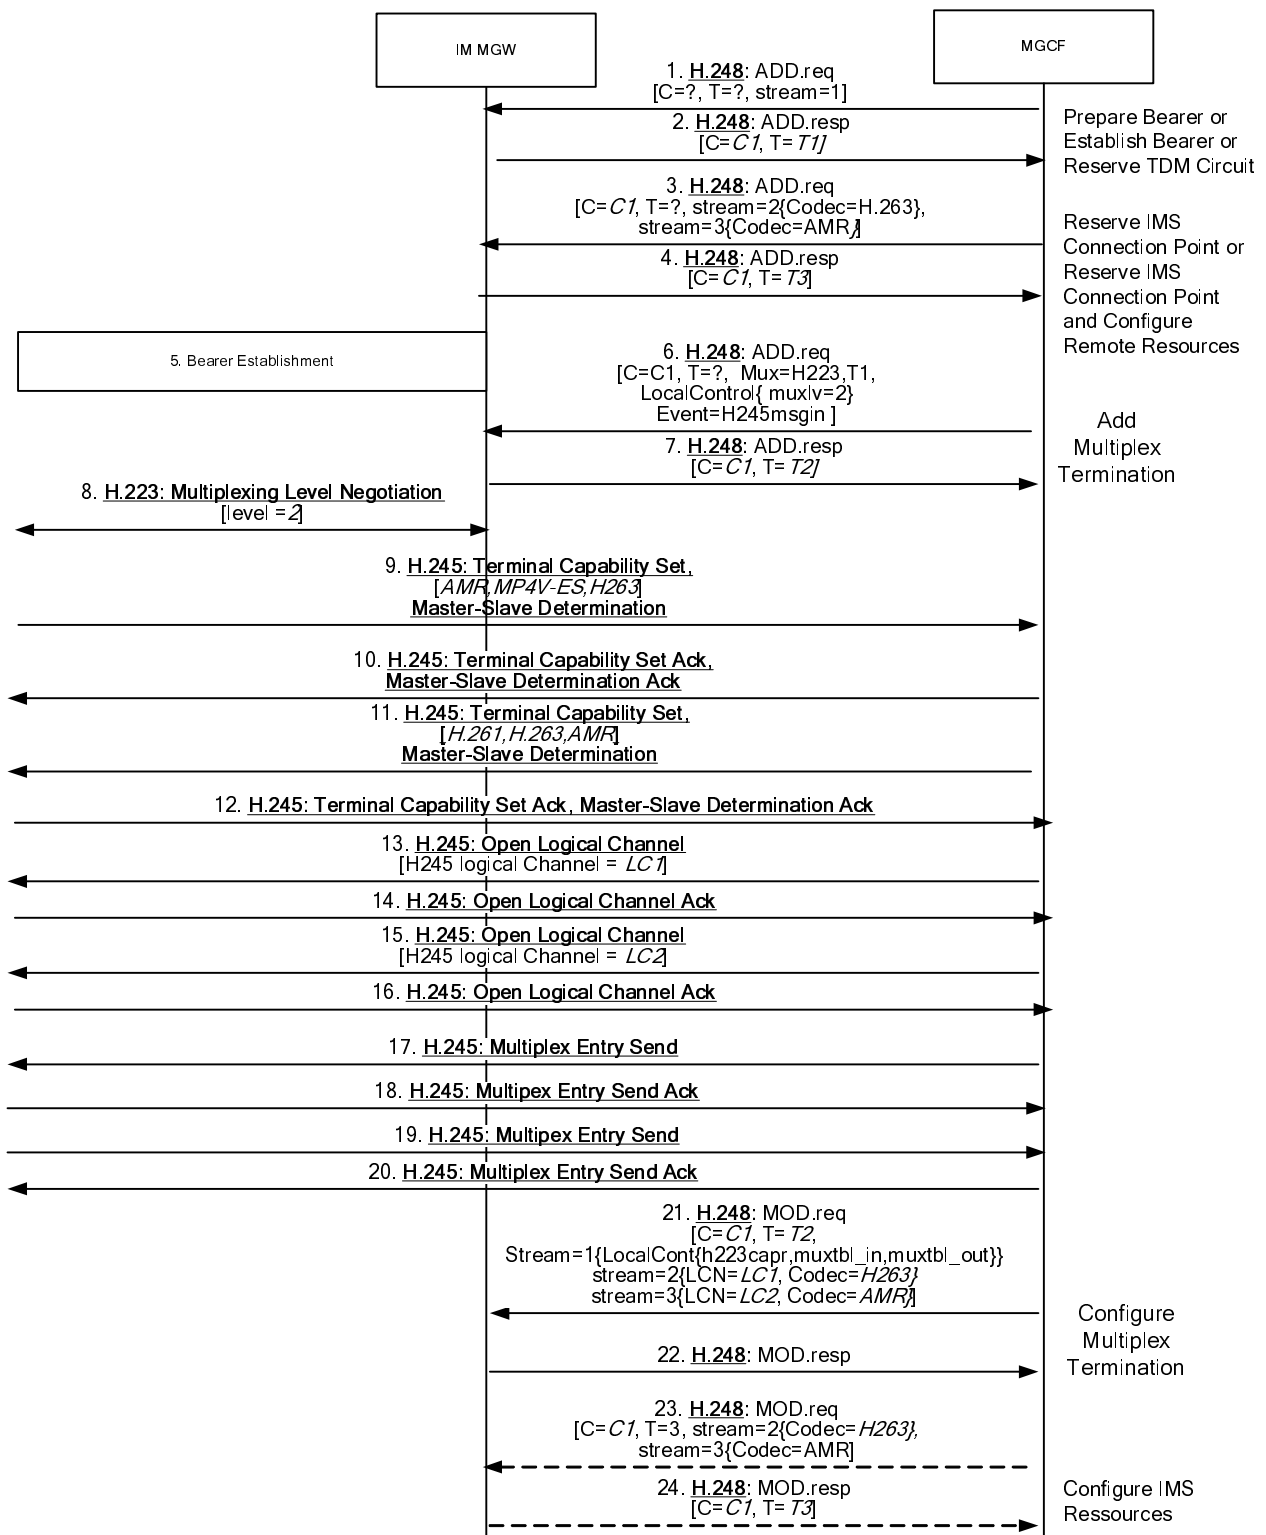 IM MGW
MGCF
1. H.248: ADD.req
[C=?, T=?, stream=1]
2. H.248: ADD.resp
[C=C1, T=T1]
Prepare Bearer or
Establish Bearer or
Reserve TDM Circuit
3. H.248: ADD.req
[C=C1, T=?, stream=2{Codec=H.263},
stream=3{Codec=AMR}]
4. H.248: ADD.resp
[C=C1, T=T3]
Reserve IMS
Connection Point or
Reserve IMS
Connection Point
and Configure
Remote Resources
5. Bearer Establishment
6. H.248: ADD.req
[C=C1, T=?, Mux=H223,T1,
LocalControl{ muxlv=2}
Event=H245msgin ]
7. H.248: ADD.resp
[C=C1, T=T2]
Add
Multiplex
Termination
8. H.223: Multiplexing Level Negotiation
[level =2]
9. H.245: Terminal Capability Set,
[AMR,MP4V-ES,H263]
Master-Slave Determination
10. H.245: Terminal Capability Set Ack,
Master-Slave Determination Ack
11. H.245: Terminal Capability Set,
[H.261,H.263,AMR]
Master-Slave Determination
12. H.245: Terminal Capability Set Ack, Master-Slave Determination Ack
13. H.245: Open Logical Channel
[H245 logical Channel = LC1]
14. H.245: Open Logical Channel Ack
15. H.245: Open Logical Channel
[H245 logical Channel = LC2]
16. H.245: Open Logical Channel Ack
17. H.245: Multiplex Entry Send
18. H.245: Multipex Entry Send Ack
19. H.245: Multipex Entry Send
20. H.245: Multiplex Entry Send Ack
21. H.248: MOD.req
[C=C1, T=T2,
Stream=1{LocalCont{h223capr,muxtbl_in,muxtbl_out}}
stream=2{LCN=LC1, Codec=H263}
stream=3{LCN=LC2, Codec=AMR}]
22. H.248: MOD.resp
Configure
Multiplex
Termination
23. H.248: MOD.req
[C=C1, T=3, stream=2{Codec=H263},
stream=3{Codec=AMR]
24. H.248: MOD.resp
[C=C1, T=T3]
Configure IMS
Ressources